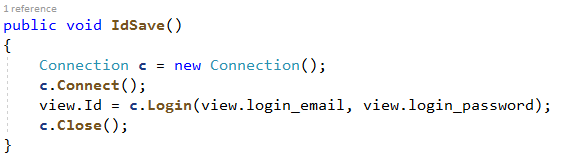 1 reference
public void IdSave()
{
Connection c = new Connection();
c.Connect();
view.Id = c.Login(view.login_email, view.login_password);
c.Close();
}